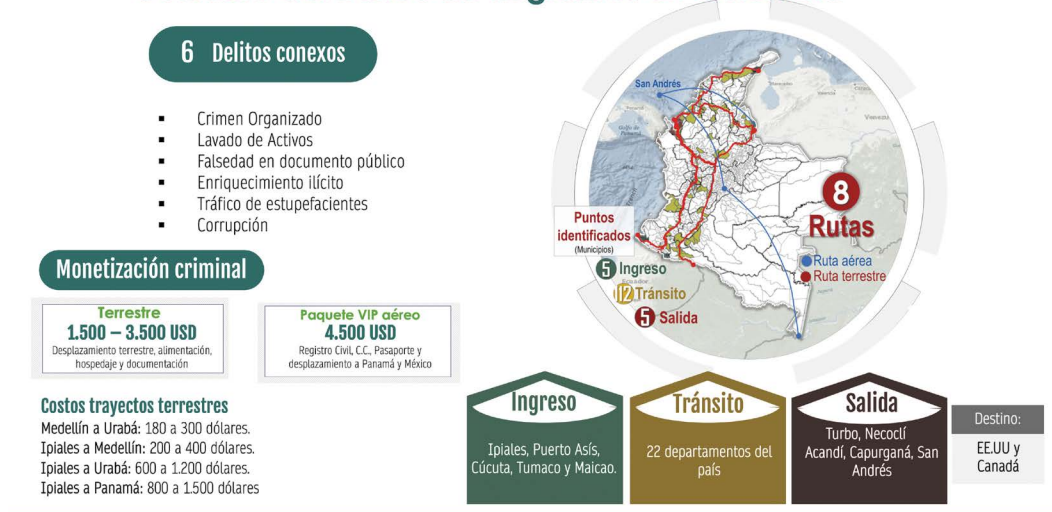 6 Delitos conexos
▪ Crimen Organizado
▪ Lavado de Activos
▪ Falsedad en documento público
▪ Enriquecimiento ilícito
▪ Tráfico de estupefacientes
▪ Corrupción
Monetización criminal
Terrestre
1.500 – 3.500 USD
Desplazamiento terrestre, alimentación,
hospedaje y documentación
Paquete VIP aéreo
4.500 USD
Registro Civil, C.C., Pasaporte y
desplazamiento a Panamá y México
Costos trayectos terrestres
Medellín a Urabá: 180 a 300 dólares.
Ipiales a Medellín: 200 a 400 dólares.
Ipiales a Urabá: 600 a 1.200 dólares.
Ipiales a Panamá: 800 a 1.500 dólares
San Andrés
Golfo de
Panamá
Venezu
8
Rutas
Ruta aérea
Ruta terrestre
Puntos
identificados
(Municipios)
5 Ingreso
12 Tránsito
5 Salida
Ingreso
Ipiales, Puerto Asís,
Cúcuta, Tumaco y Maicao.
Tránsito
22 departamentos del
país
Salida
Turbo, Necoclí
Acandí, Capurganá, San
Andrés
Destino:
EE.UU y
Canadá